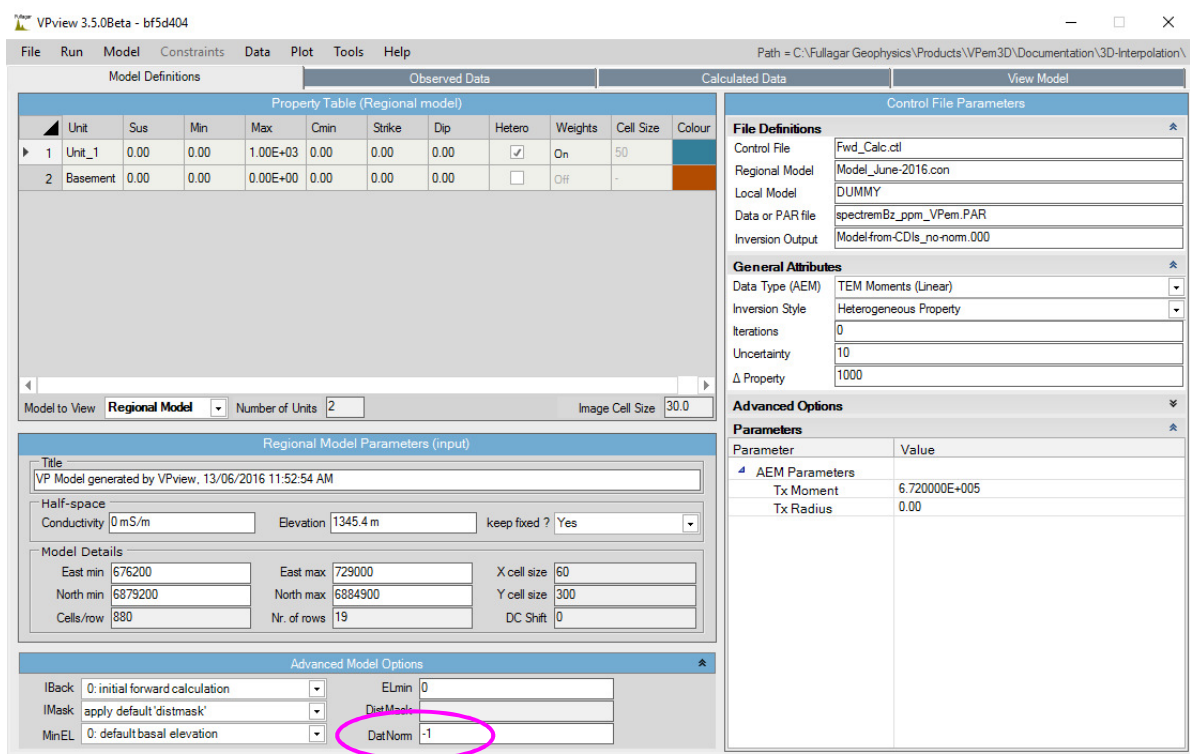 VPview 3.5.0Beta - bf5d404
File Run Model Constraints Data Plot Tools Help
Path = C:\Fullagar Geophysics\Products\VPem3D\Documentation\3D-Interpolation\
Model Definitions Observed Data Calculated Data View Model
Property Table (Regional model)
Unit Sus Min Max Cmin Strike Dip Hetero Weights Cell Size Colour
1 Unit_1 0.00 0.00 1.00E+03 0.00 0.00 0.00 On 50
2 Basement 0.00 0.00 0.00E+00 0.00 0.00 0.00 Off -
Model to View Regional Model Number of Units 2 Image Cell Size 30.0
Regional Model Parameters (input)
Title
VP Model generated by VPview, 13/06/2016 11:52:54 AM
Half-space
Conductivity 0 mS/m Elevation 1345.4 m keep fixed ? Yes
Model Details
East min 676200 East max 729000 X cell size 60
North min 6879200 North max 6884900 Y cell size 300
Cells/row 880 Nr. of rows 19 DC Shift 0
Advanced Model Options
IBack 0: initial forward calculation ELmin 0
IMask apply default 'distmask' DistMask
MinEL 0: default basal elevation DatNorm -1
Control File Parameters
File Definitions
Control File Fwd_Calc.ctl
Regional Model Model_June-2016.con
Local Model DUMMY
Data or PAR file spectremBz_ppm_VPem.PAR
Inversion Output Model-from-CDIs_no-norm.000
General Attributes
Data Type (AEM) TEM Moments (Linear)
Inversion Style Heterogeneous Property
Iterations 0
Uncertainty 10
Δ Property 1000
Advanced Options
Parameters
Parameter Value
AEM Parameters
Tx Moment 6.720000E+005
Tx Radius 0.00